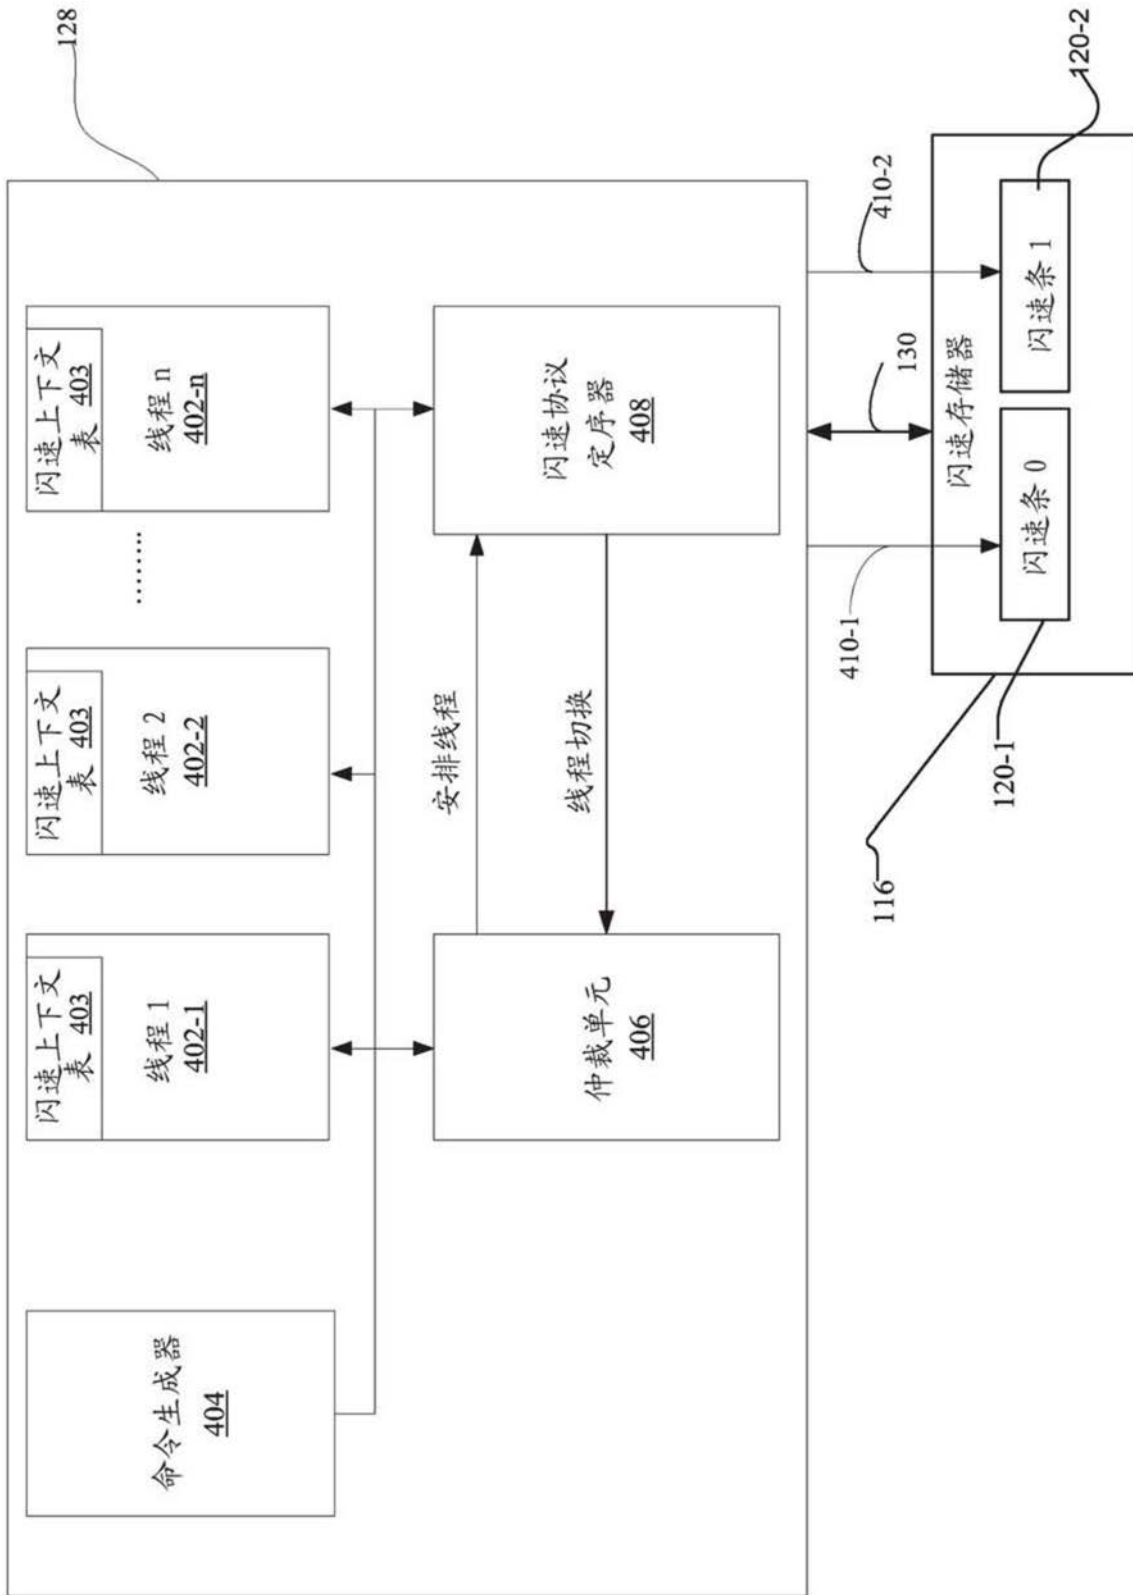 128
命令生成器
404
闪速上下文
表 403
线程 1
402-1
闪速上下文
表 403
线程 2
402-2
........
闪速上下文
表 403
线程 n
402-n
仲裁单元
406
安排线程
线程切换
闪速协议
定序器
408
410-1
130
410-2
116
闪速存储器
120-1
闪速条 0
闪速条 1
120-2